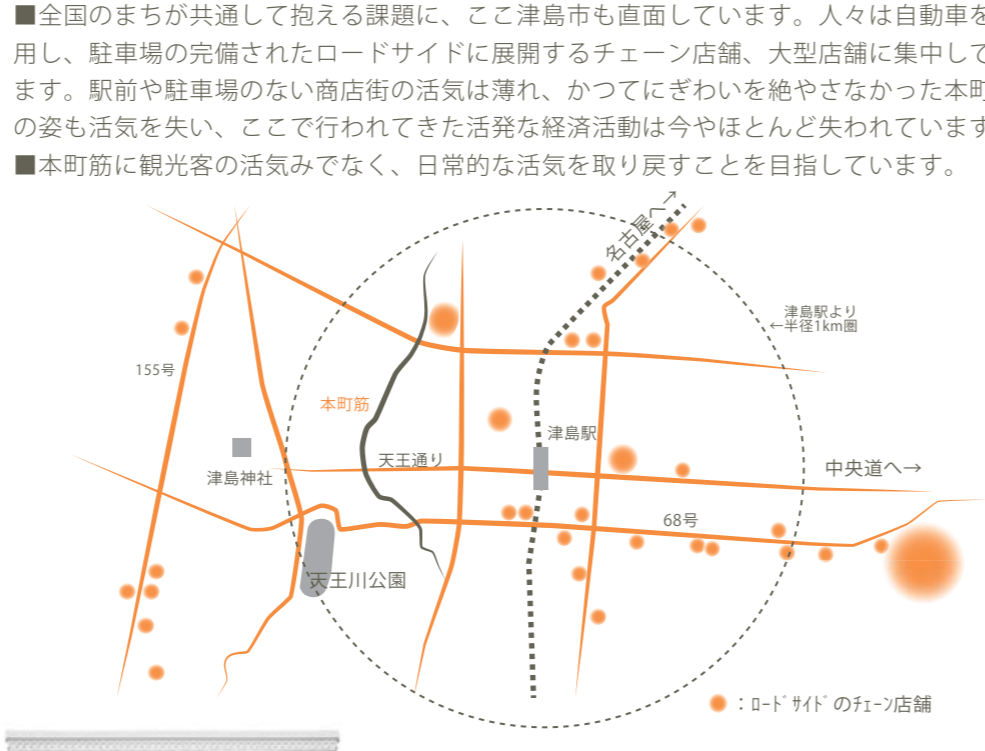 ■全国のまちが共通して抱える課題に、ここ津島市も直面しています。人々は自動車を
用し、駐車場の完備されたロードサイドに展開するチェーン店舗、大型店舗に集中して
ます。駅前や駐車場のない商店街の活気は薄れ、かつてにぎわいを絶やさなかった本町
の姿も活気を失い、ここで行われてきた活発な経済活動は今やほとんど失われています
■本町筋に観光客の活気みでなく、日常的な活気を取り戻すことを目指しています。
名古屋へ→
津島駅より
←半径1km圏
155号
本町筋
津島駅
天王通り
津島神社
中央道へ→
68号
天王川公園
：ﾛｰﾄﾞｻｲﾄﾞのﾁｪｰﾝ店舗